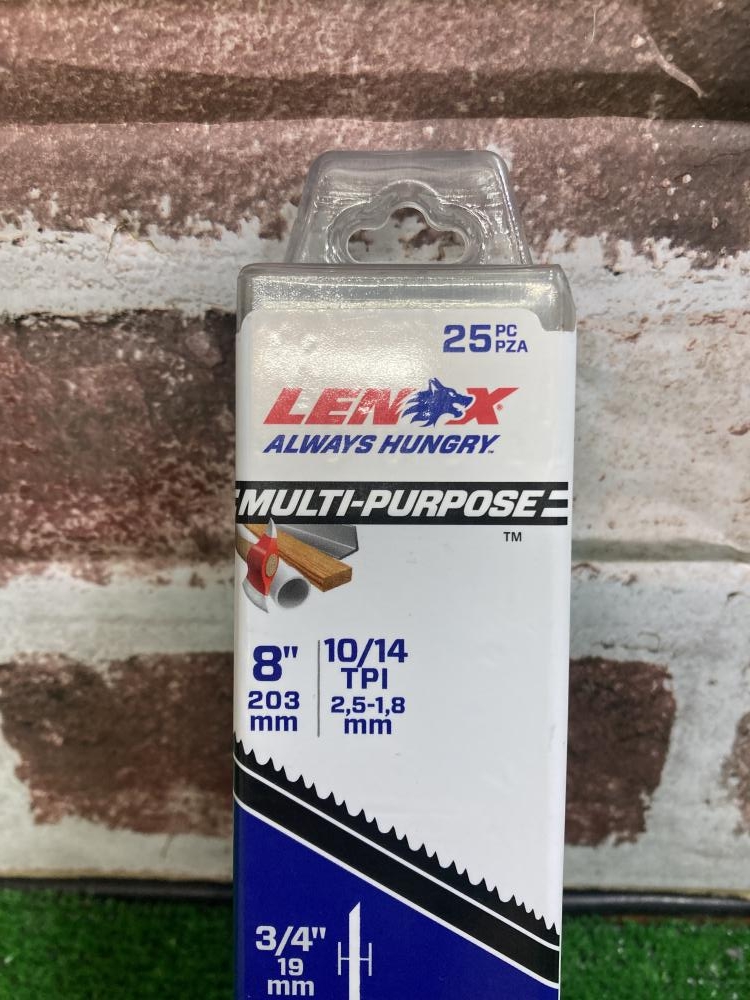 25 PC PZA
LENOX®
ALWAYS HUNGRY™
MULTI-PURPOSE
TM
8"
203
mm
10/14
TPI
2,5-1,8
mm
3/4"
19
mm